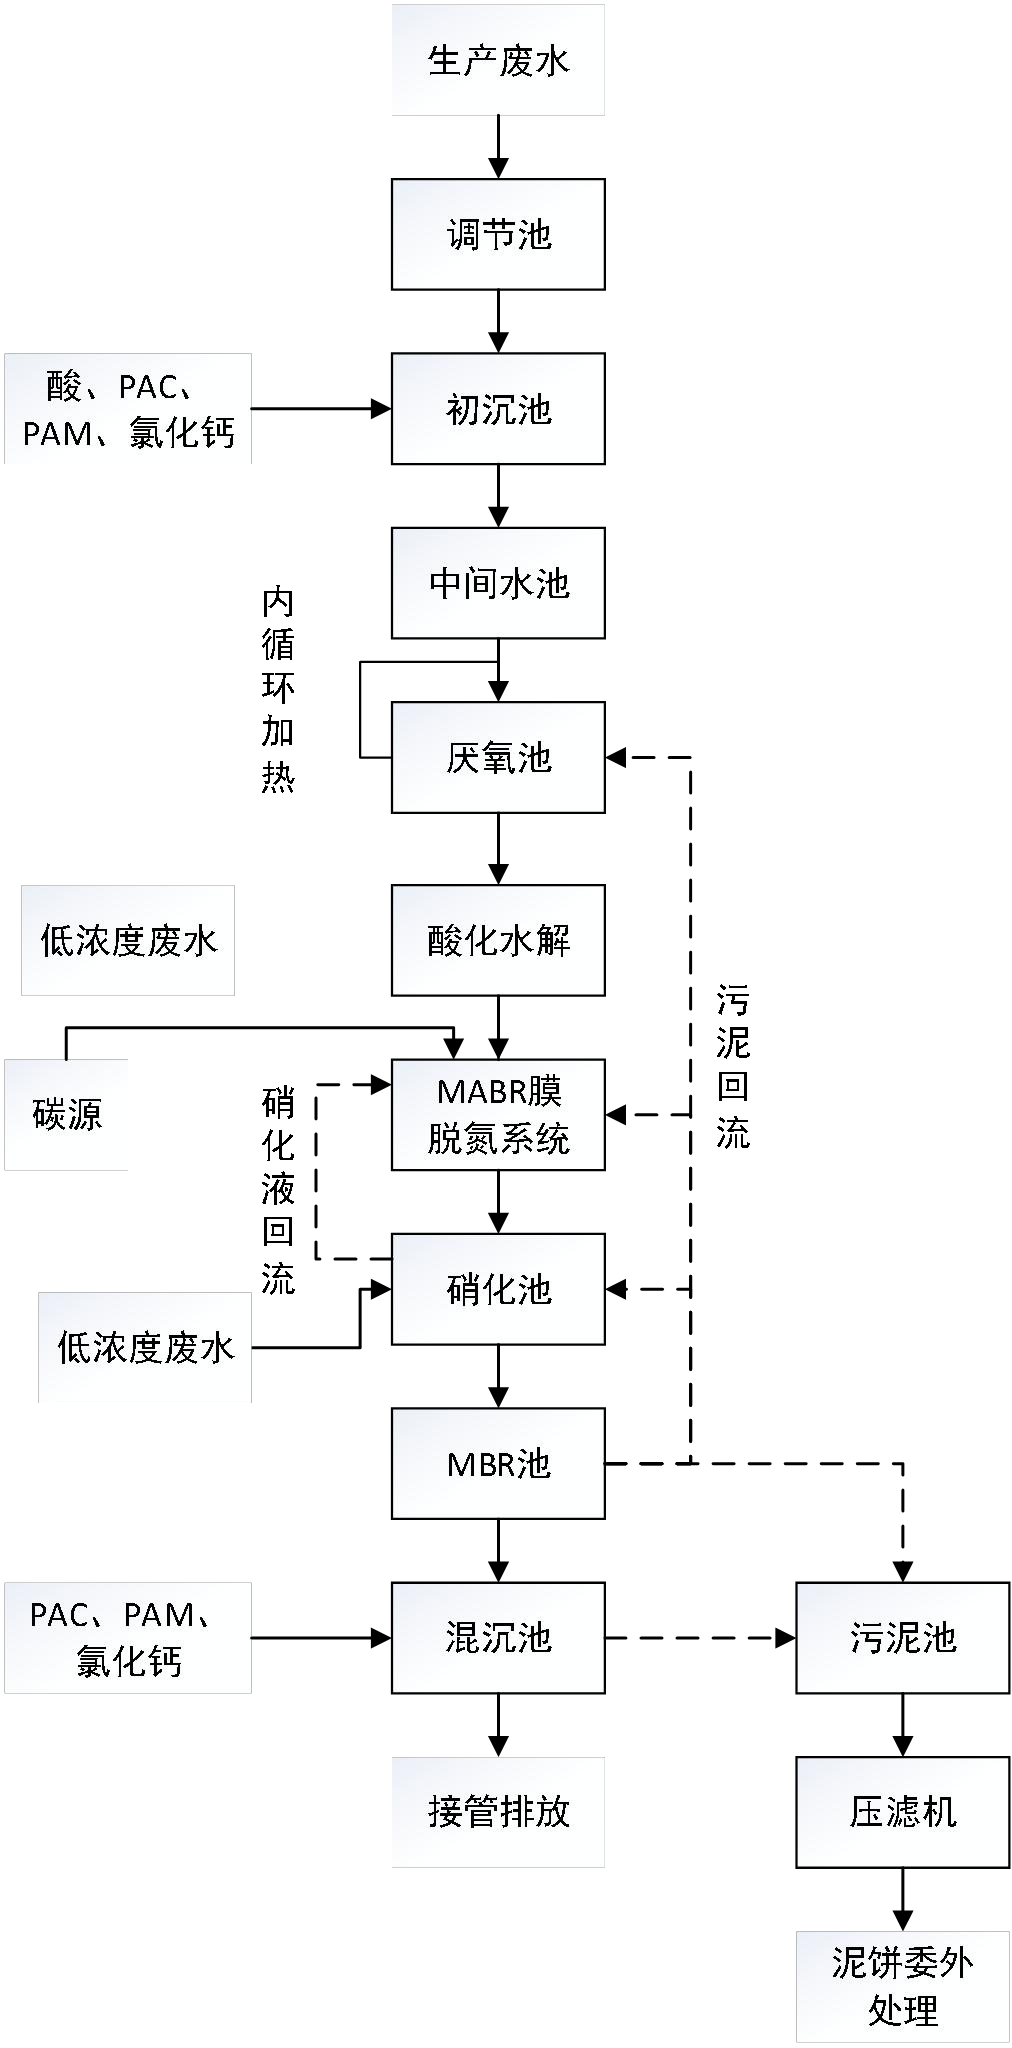 生产废水
调节池
酸、PAC、
PAM、氯化钙
初沉池
中间水池
内循环加热
厌氧池
低浓度废水
酸化水解
污泥回流
碳源
硝化液回流
MABR膜
脱氮系统
硝化池
低浓度废水
MBR池
PAC、PAM、
氯化钙
混沉池
污泥池
接管排放
压滤机
泥饼委外
处理